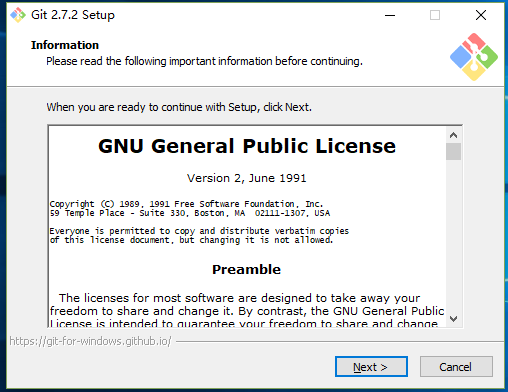 Git 2.7.2 Setup
Information
Please read the following important information before continuing.
When you are ready to continue with Setup, click Next.
GNU General Public License
Version 2, June 1991
Copyright (C) 1989, 1991 Free Software Foundation, Inc.
59 Temple Place - Suite 330, Boston, MA  02111-1307, USA
Everyone is permitted to copy and distribute verbatim copies
of this license document, but changing it is not allowed.
Preamble
The licenses for most software are designed to take away your
freedom to share and change it. By contrast, the GNU General Public
License is intended to guarantee your freedom to share and change
https://git-for-windows.github.io/
Next >
Cancel